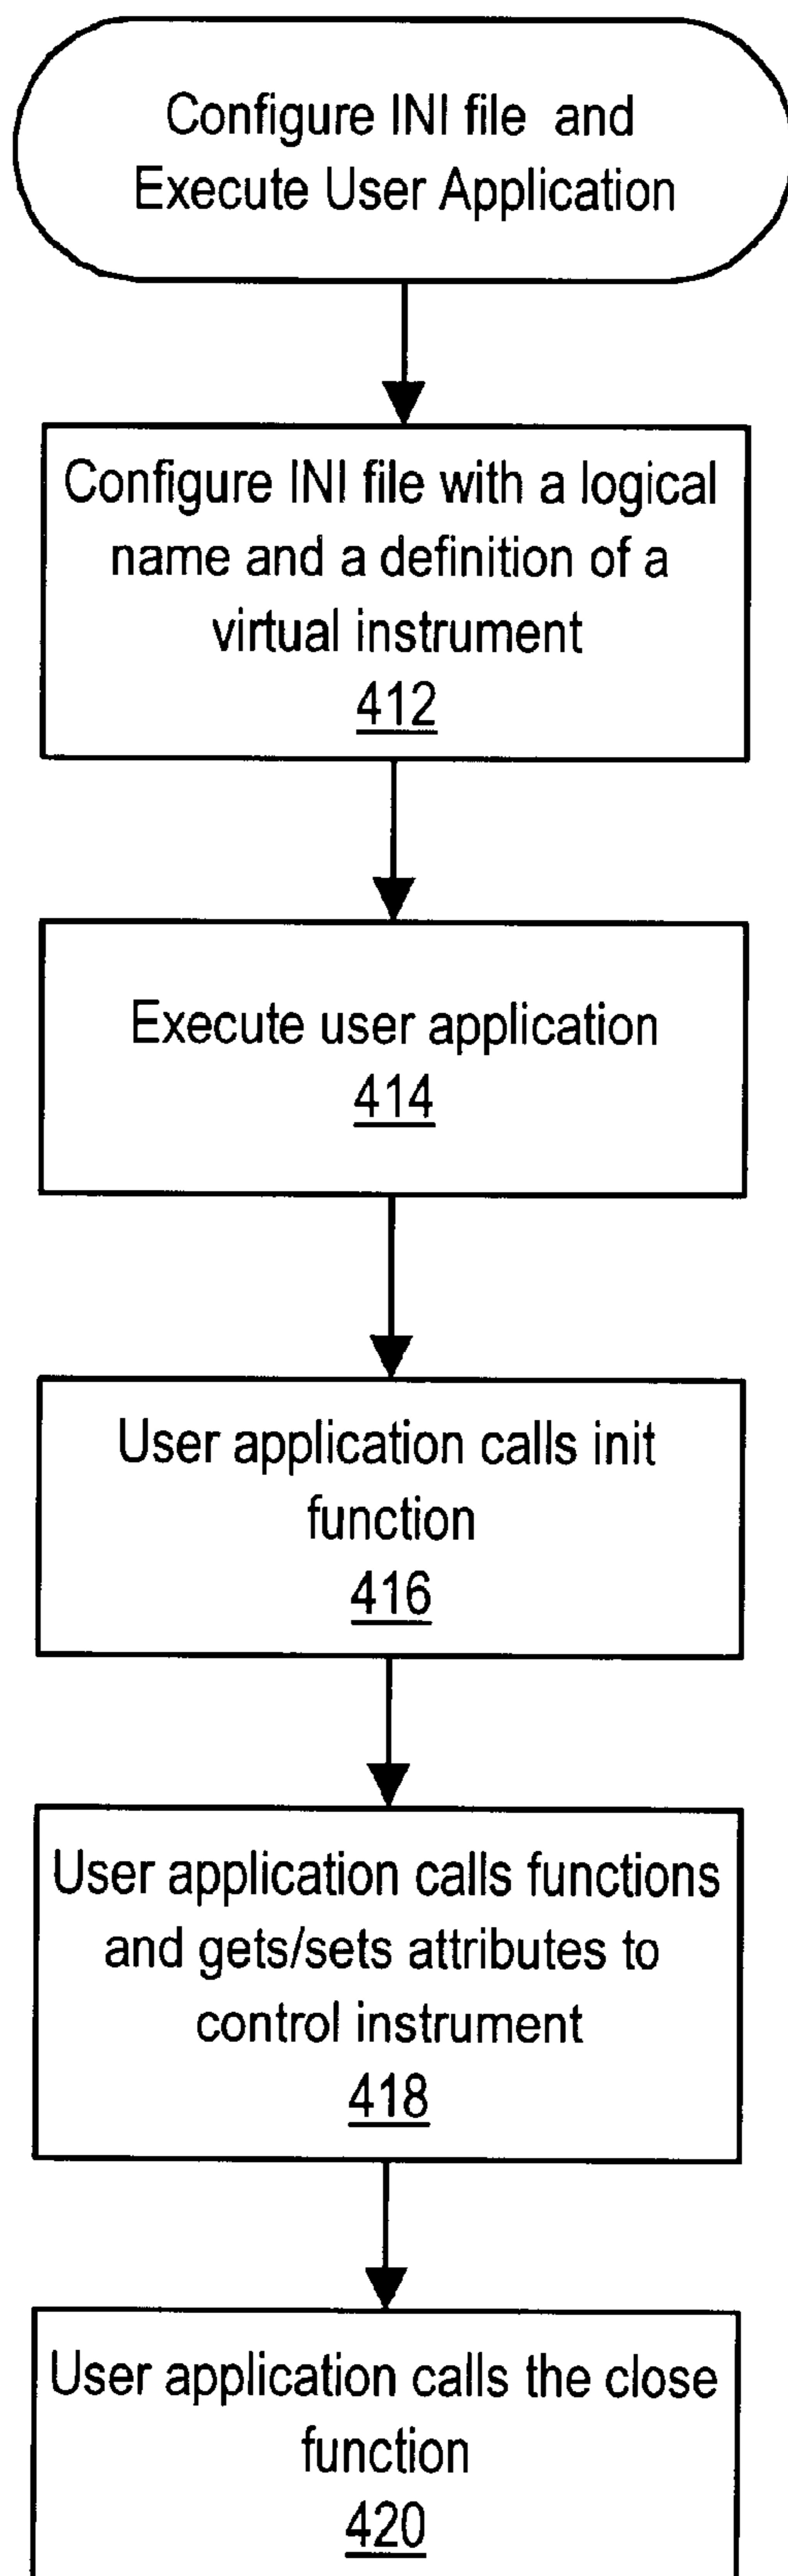 Configure INI file and
Execute User Application
Configure INI file with a logical
name and a definition of a
virtual instrument
412
Execute user application
414
User application calls init
function
416
User application calls functions
and gets/sets attributes to
control instrument
418
User application calls the close
function
420